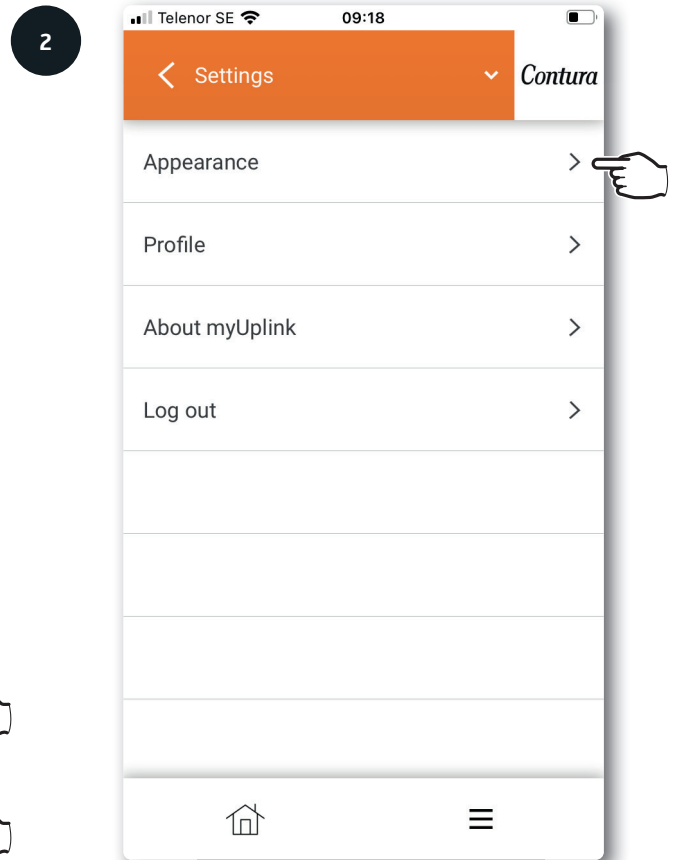 2
Telenor SE 09:18
Settings
Contura
Appearance
Profile
About myUplink
Log out